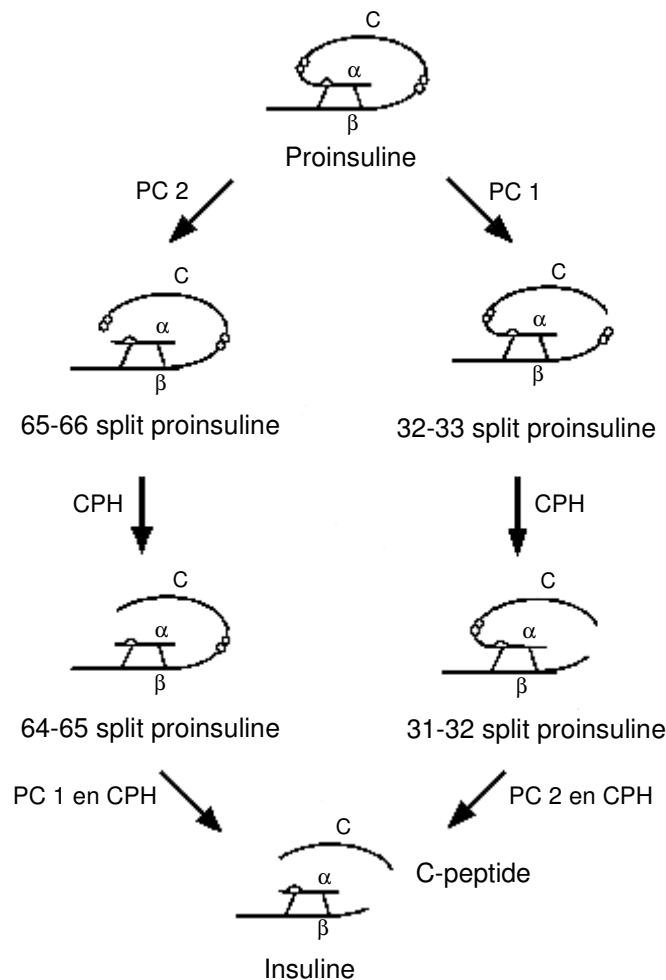 C
α
β
Proinsuline
PC 2
PC 1
C
α
β
65-66 split proinsuline
C
α
β
32-33 split proinsuline
CPH
CPH
C
α
β
64-65 split proinsuline
C
α
β
31-32 split proinsuline
PC 1 en CPH
PC 2 en CPH
C
C-peptide
α
β
Insuline